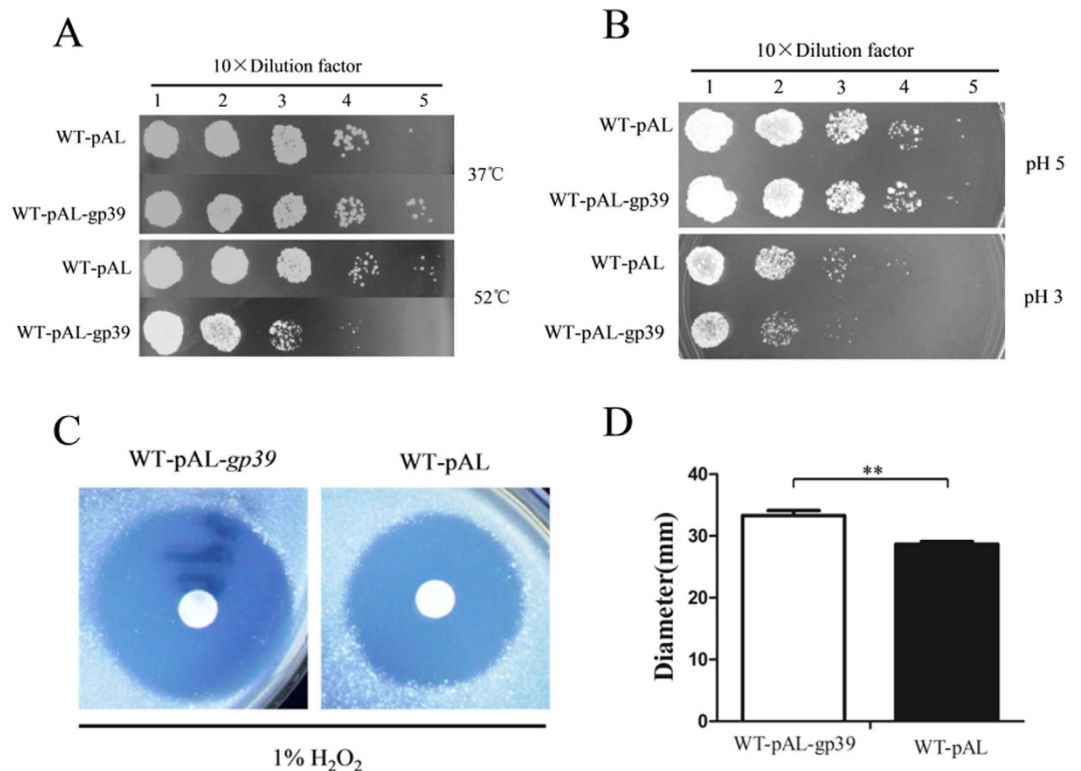 A
10×Dilution factor
1 2 3 4 5
WT-pAL
WT-pAL-gp39
37℃
WT-pAL
WT-pAL-gp39
52℃
B
10×Dilution factor
1 2 3 4 5
WT-pAL
WT-pAL-gp39
pH 5
WT-pAL
WT-pAL-gp39
pH 3
C
WT-pAL-gp39 WT-pAL
1% H₂O₂
D
**
40
30
20
10
0
Diameter(mm)
WT-pAL-gp39 WT-pAL